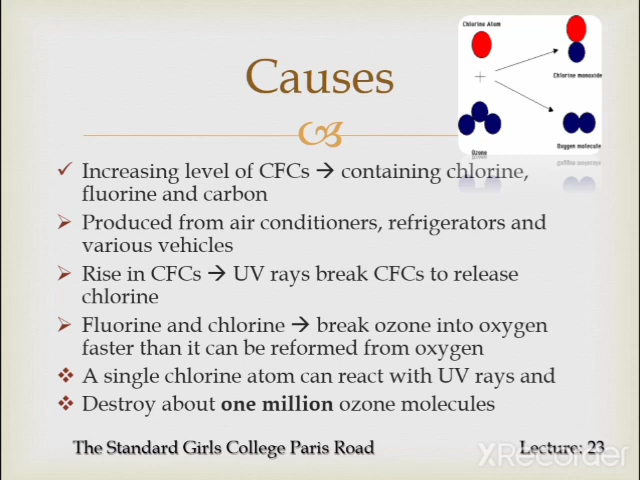 Chlorine Atom
Chlorine monoxide
Ozone
Oxygen molecule
Causes
Increasing level of CFCs → containing chlorine,
fluorine and carbon
Produced from air conditioners, refrigerators and
various vehicles
Rise in CFCs → UV rays break CFCs to release
chlorine
Fluorine and chlorine → break ozone into oxygen
faster than it can be reformed from oxygen
A single chlorine atom can react with UV rays and
Destroy about one million ozone molecules
The Standard Girls College Paris Road
Lecture: 23
XRecorder